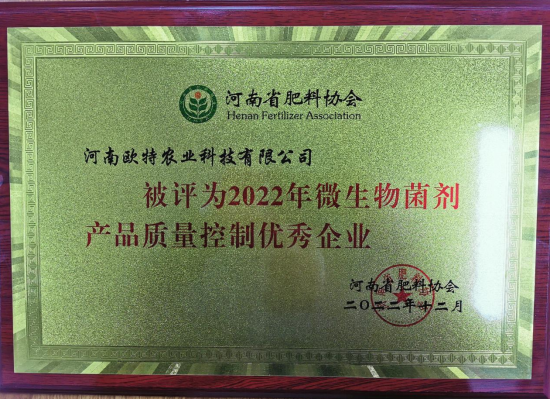 河南省肥料协会
Henan Fertilizer Association
河南欧特农业科技有限公司
被评为2022年微生物菌剂
产品质量控制优秀企业
河南省肥料协会
二〇二二年十二月